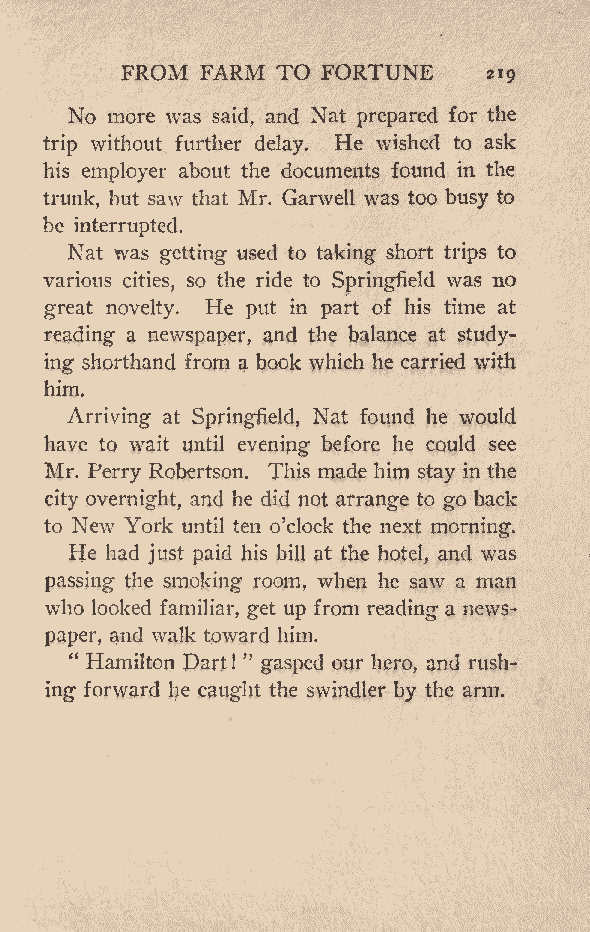 FROM FARM TO FORTUNE 219
No more was said, and Nat prepared for the
trip without further delay. He wished to ask
his employer about the documents found in the
trunk, but saw that Mr. Garwell was too busy to
be interrupted.
Nat was getting used to taking short trips to
various cities, so the ride to Springfield was no
great novelty. He put in part of his time at
reading a newspaper, and the balance at study-
ing shorthand from a book which he carried with
him.
Arriving at Springfield, Nat found he would
have to wait until evening before he could see
Mr. Perry Robertson. This made him stay in the
city overnight, and he did not arrange to go back
to New York until ten o'clock the next morning.
He had just paid his bill at the hotel, and was
passing the smoking room, when he saw a man
who looked familiar, get up from reading a news-
paper, and walk toward him.
" Hamilton Dart! " gasped our hero, and rush-
ing forward he caught the swindler by the arm.